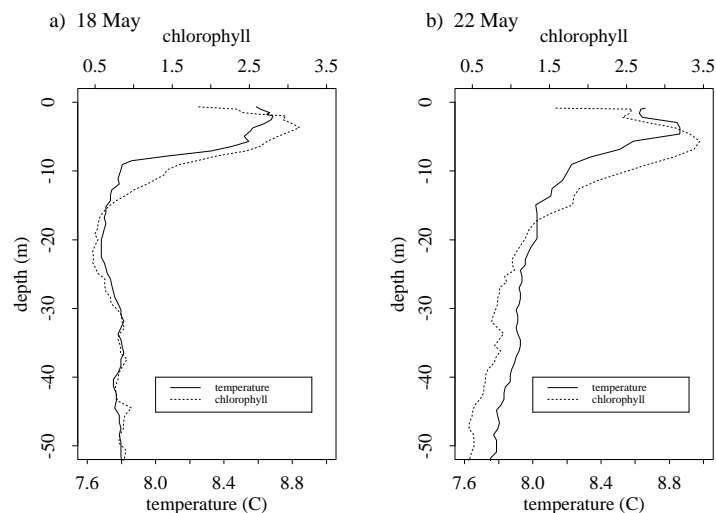 a) 18 May
chlorophyll
0.5 1.5 2.5 3.5
0
-10
-20
-30
-40
-50
depth (m)
temperature
chlorophyll
7.6 8.0 8.4 8.8
temperature (C)
b) 22 May
chlorophyll
0.5 1.5 2.5 3.5
0
-10
-20
-30
-40
-50
depth (m)
temperature
chlorophyll
7.6 8.0 8.4 8.8
temperature (C)